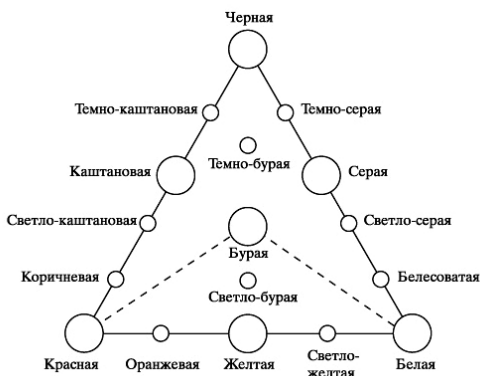 Черная
Темно-каштановая
Темно-серая
Темно-бурая
Каштановая
Серая
Светло-каштановая
Светло-серая
Бурая
Коричневая
Белесоватая
Светло-бурая
Красная
Оранжевая
Желтая
Светло-
желтая
Белая